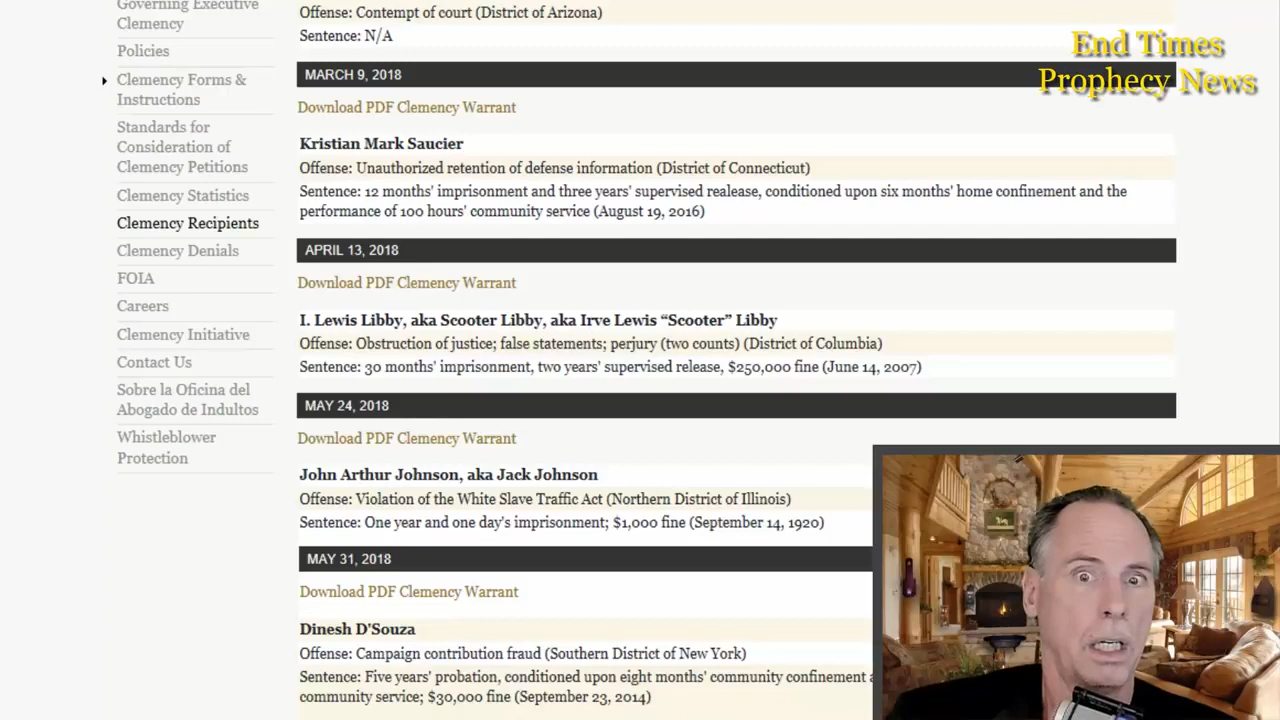 Governing Executive
Clemency
Policies
Clemency Forms &
Instructions
Standards for
Consideration of
Clemency Petitions
Clemency Statistics
Clemency Recipients
Clemency Denials
FOIA
Careers
Clemency Initiative
Contact Us
Sobre la Oficina del
Abogado de Indultos
Whistleblower
Protection
Offense: Contempt of court (District of Arizona)
Sentence: N/A
MARCH 9, 2018
Download PDF Clemency Warrant
Kristian Mark Saucier
Offense: Unauthorized retention of defense information (District of Connecticut)
Sentence: 12 months' imprisonment and three years' supervised realease, conditioned upon six months' home confinement and the
performance of 100 hours' community service (August 19, 2016)
APRIL 13, 2018
Download PDF Clemency Warrant
I. Lewis Libby, aka Scooter Libby, aka Irve Lewis “Scooter” Libby
Offense: Obstruction of justice; false statements; perjury (two counts) (District of Columbia)
Sentence: 30 months' imprisonment, two years' supervised release, $250,000 fine (June 14, 2007)
MAY 24, 2018
Download PDF Clemency Warrant
John Arthur Johnson, aka Jack Johnson
Offense: Violation of the White Slave Traffic Act (Northern District of Illinois)
Sentence: One year and one day's imprisonment; $1,000 fine (September 14, 1920)
MAY 31, 2018
Download PDF Clemency Warrant
Dinesh D'Souza
Offense: Campaign contribution fraud (Southern District of New York)
Sentence: Five years' probation, conditioned upon eight months' community confinement
community service; $30,000 fine (September 23, 2014)
End Times
Prophecy News